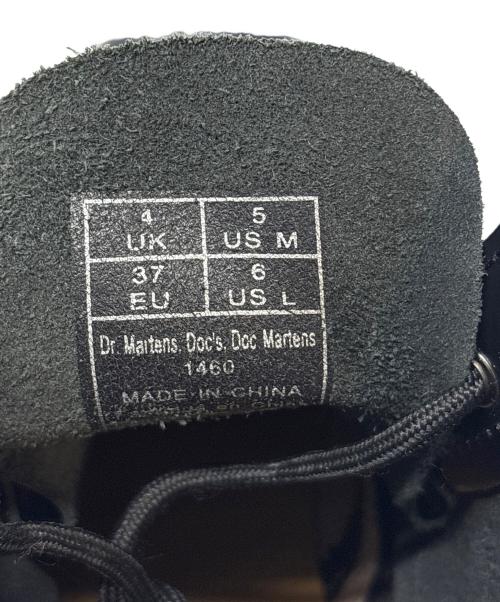 4 5
UK US M
37 6
EU US L
Dr. Martens, Doc's, Doc Martens
1460
MADE IN CHINA